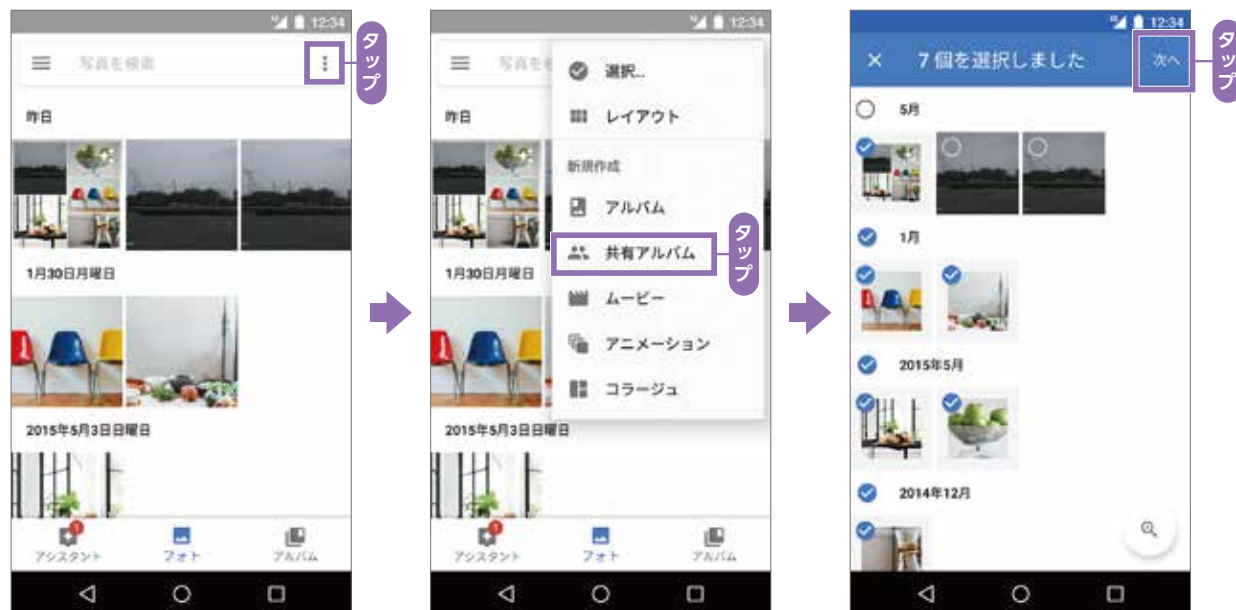 12:34
写真を検索
タップ
昨日
1月30日月曜日
2015年5月3日日曜日
1
アシスタント
フォト
アルバム
12:34
写真を
選択..
レイアウト
昨日
新規作成
アルバム
共有アルバム
タップ
1月30日月曜日
ムービー
アニメーション
コラージュ
2015年5月3日日曜日
1
アシスタント
フォト
アルバム
12:34
7個を選択しました
次へ
タップ
5月
1月
2015年5月
2014年12月